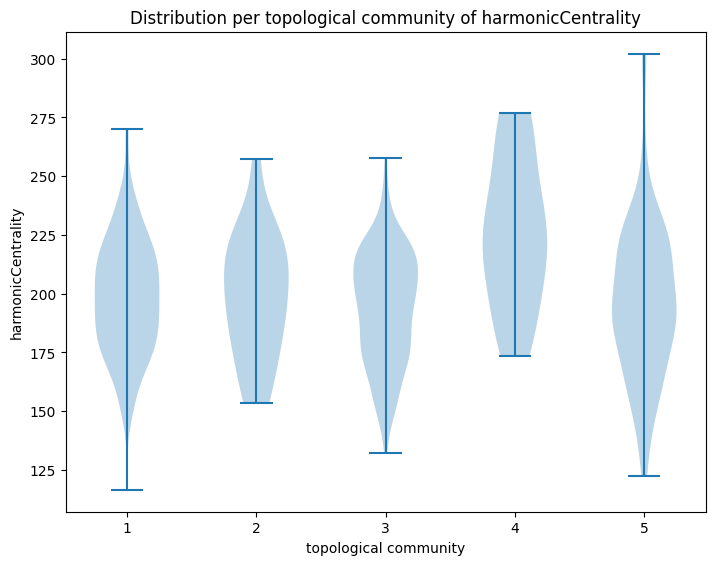 Distribution per topological community of harmonicCentrality
300
275
250
225
200
175
150
125
harmonicCentrality
1 2 3 4 5
topological community